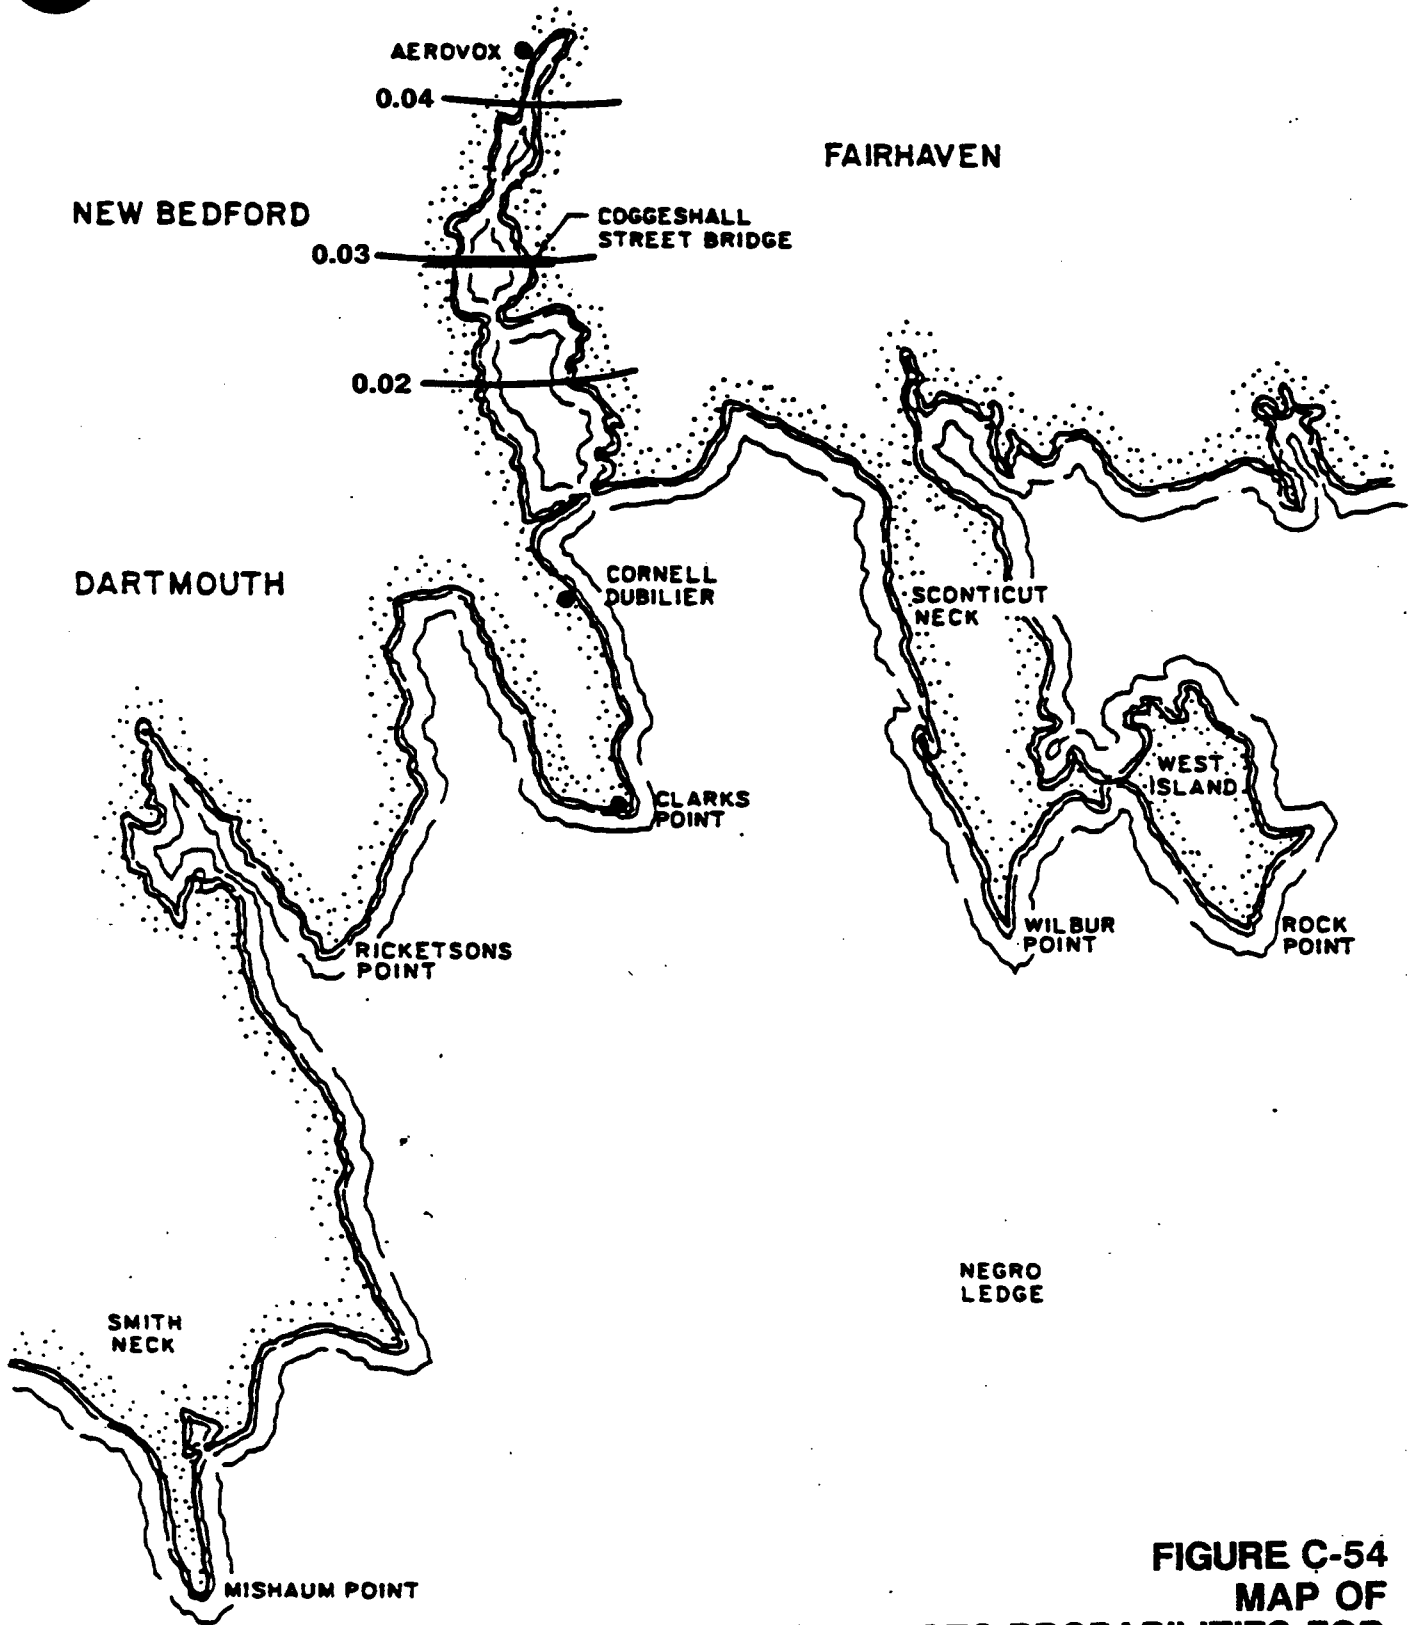 AEROVOX
0.04
FAIRHAVEN
NEW BEDFORD
COGGESHALL
STREET BRIDGE
0.03
0.02
CORNELL
DUBILIER
DARTMOUTH
SCONTICUT
NECK
WEST
ISLAND
CLARKS
POINT
WILBUR
POINT
ROCK
POINT
RICKETSONS
POINT
NEGRO
LEDGE
SMITH
NECK
MISHAUM POINT
FIGURE C-54
MAP OF
PROBABILITIES FOR